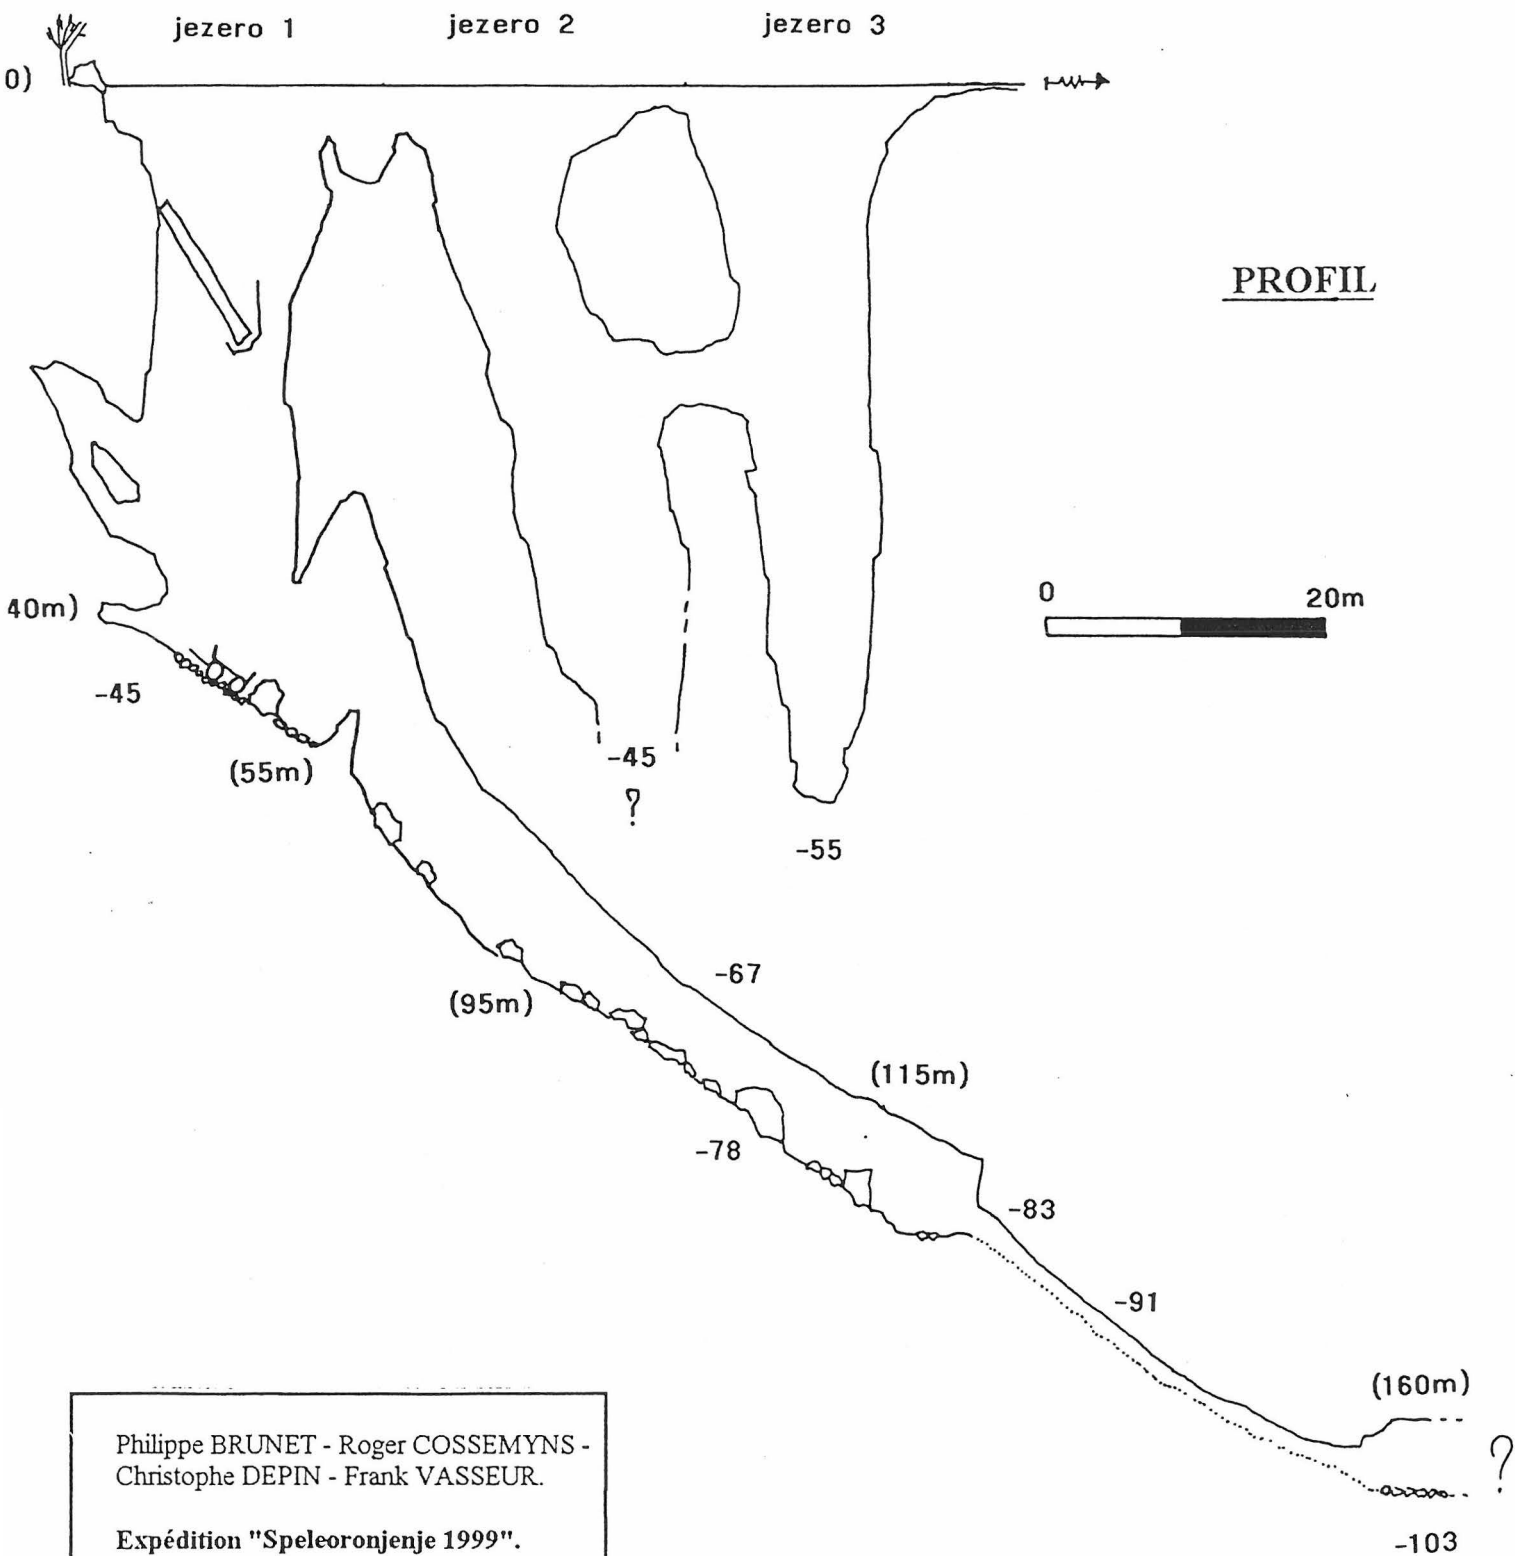 jezero 1 jezero 2 jezero 3
0)
PROFIL
0 20m
40m)
-45
(55m)
-45
?
-55
-67
(95m)
(115m)
-78
-83
-91
(160m)
?
-103
Philippe BRUNET - Roger COSSEMYNS -
Christophe DEPIN - Frank VASSEUR.
Expédition "Speleoronjenje 1999".